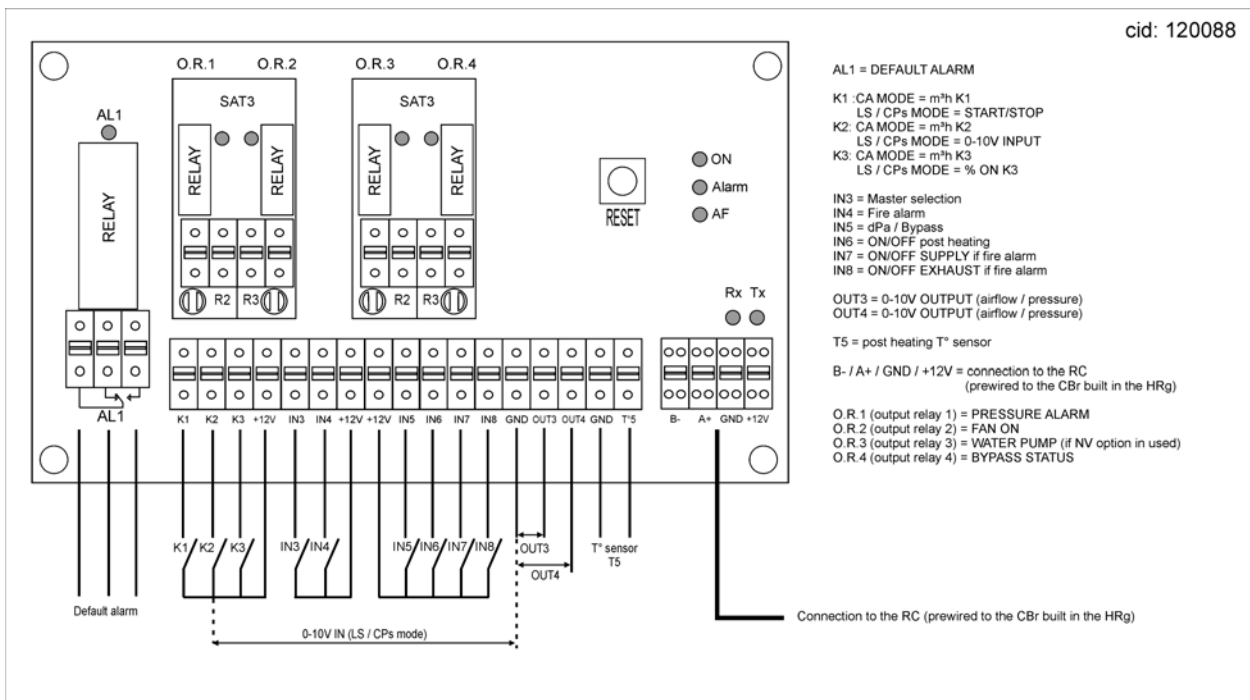 cid: 120088
O.R.1 O.R.2 O.R.3 O.R.4
SAT3 SAT3
AL1
RELAY
RELAY RELAY
RELAY RELAY
ON
Alarm
AF
RESET
R2 R3 R2 R3
Rx Tx
AL1
K1 K2 K3 +12V IN3 IN4 +12V +12V IN5 IN6 IN7 IN8 GND OUT3 OUT4 GND T°5
B- A+ GND +12V
K1 K2 K3 IN3 IN4 IN5 IN6 IN7 IN8
OUT3
OUT4
T° sensor
T5
Default alarm
0-10V IN (LS / CPs mode)
Connection to the RC (prewired to the CBr built in the HRg)
AL1 = DEFAULT ALARM
K1 :CA MODE = m³h K1
LS / CPs MODE = START/STOP
K2: CA MODE = m³h K2
LS / CPs MODE = 0-10V INPUT
K3: CA MODE = m³h K3
LS / CPs MODE = % ON K3
IN3 = Master selection
IN4 = Fire alarm
IN5 = dPa / Bypass
IN6 = ON/OFF post heating
IN7 = ON/OFF SUPPLY if fire alarm
IN8 = ON/OFF EXHAUST if fire alarm
OUT3 = 0-10V OUTPUT (airflow / pressure)
OUT4 = 0-10V OUTPUT (airflow / pressure)
T5 = post heating T° sensor
B- / A+ / GND / +12V = connection to the RC
(prewired to the CBr built in the HRg)
O.R.1 (output relay 1) = PRESSURE ALARM
O.R.2 (output relay 2) = FAN ON
O.R.3 (output relay 3) = WATER PUMP (if NV option in used)
O.R.4 (output relay 4) = BYPASS STATUS